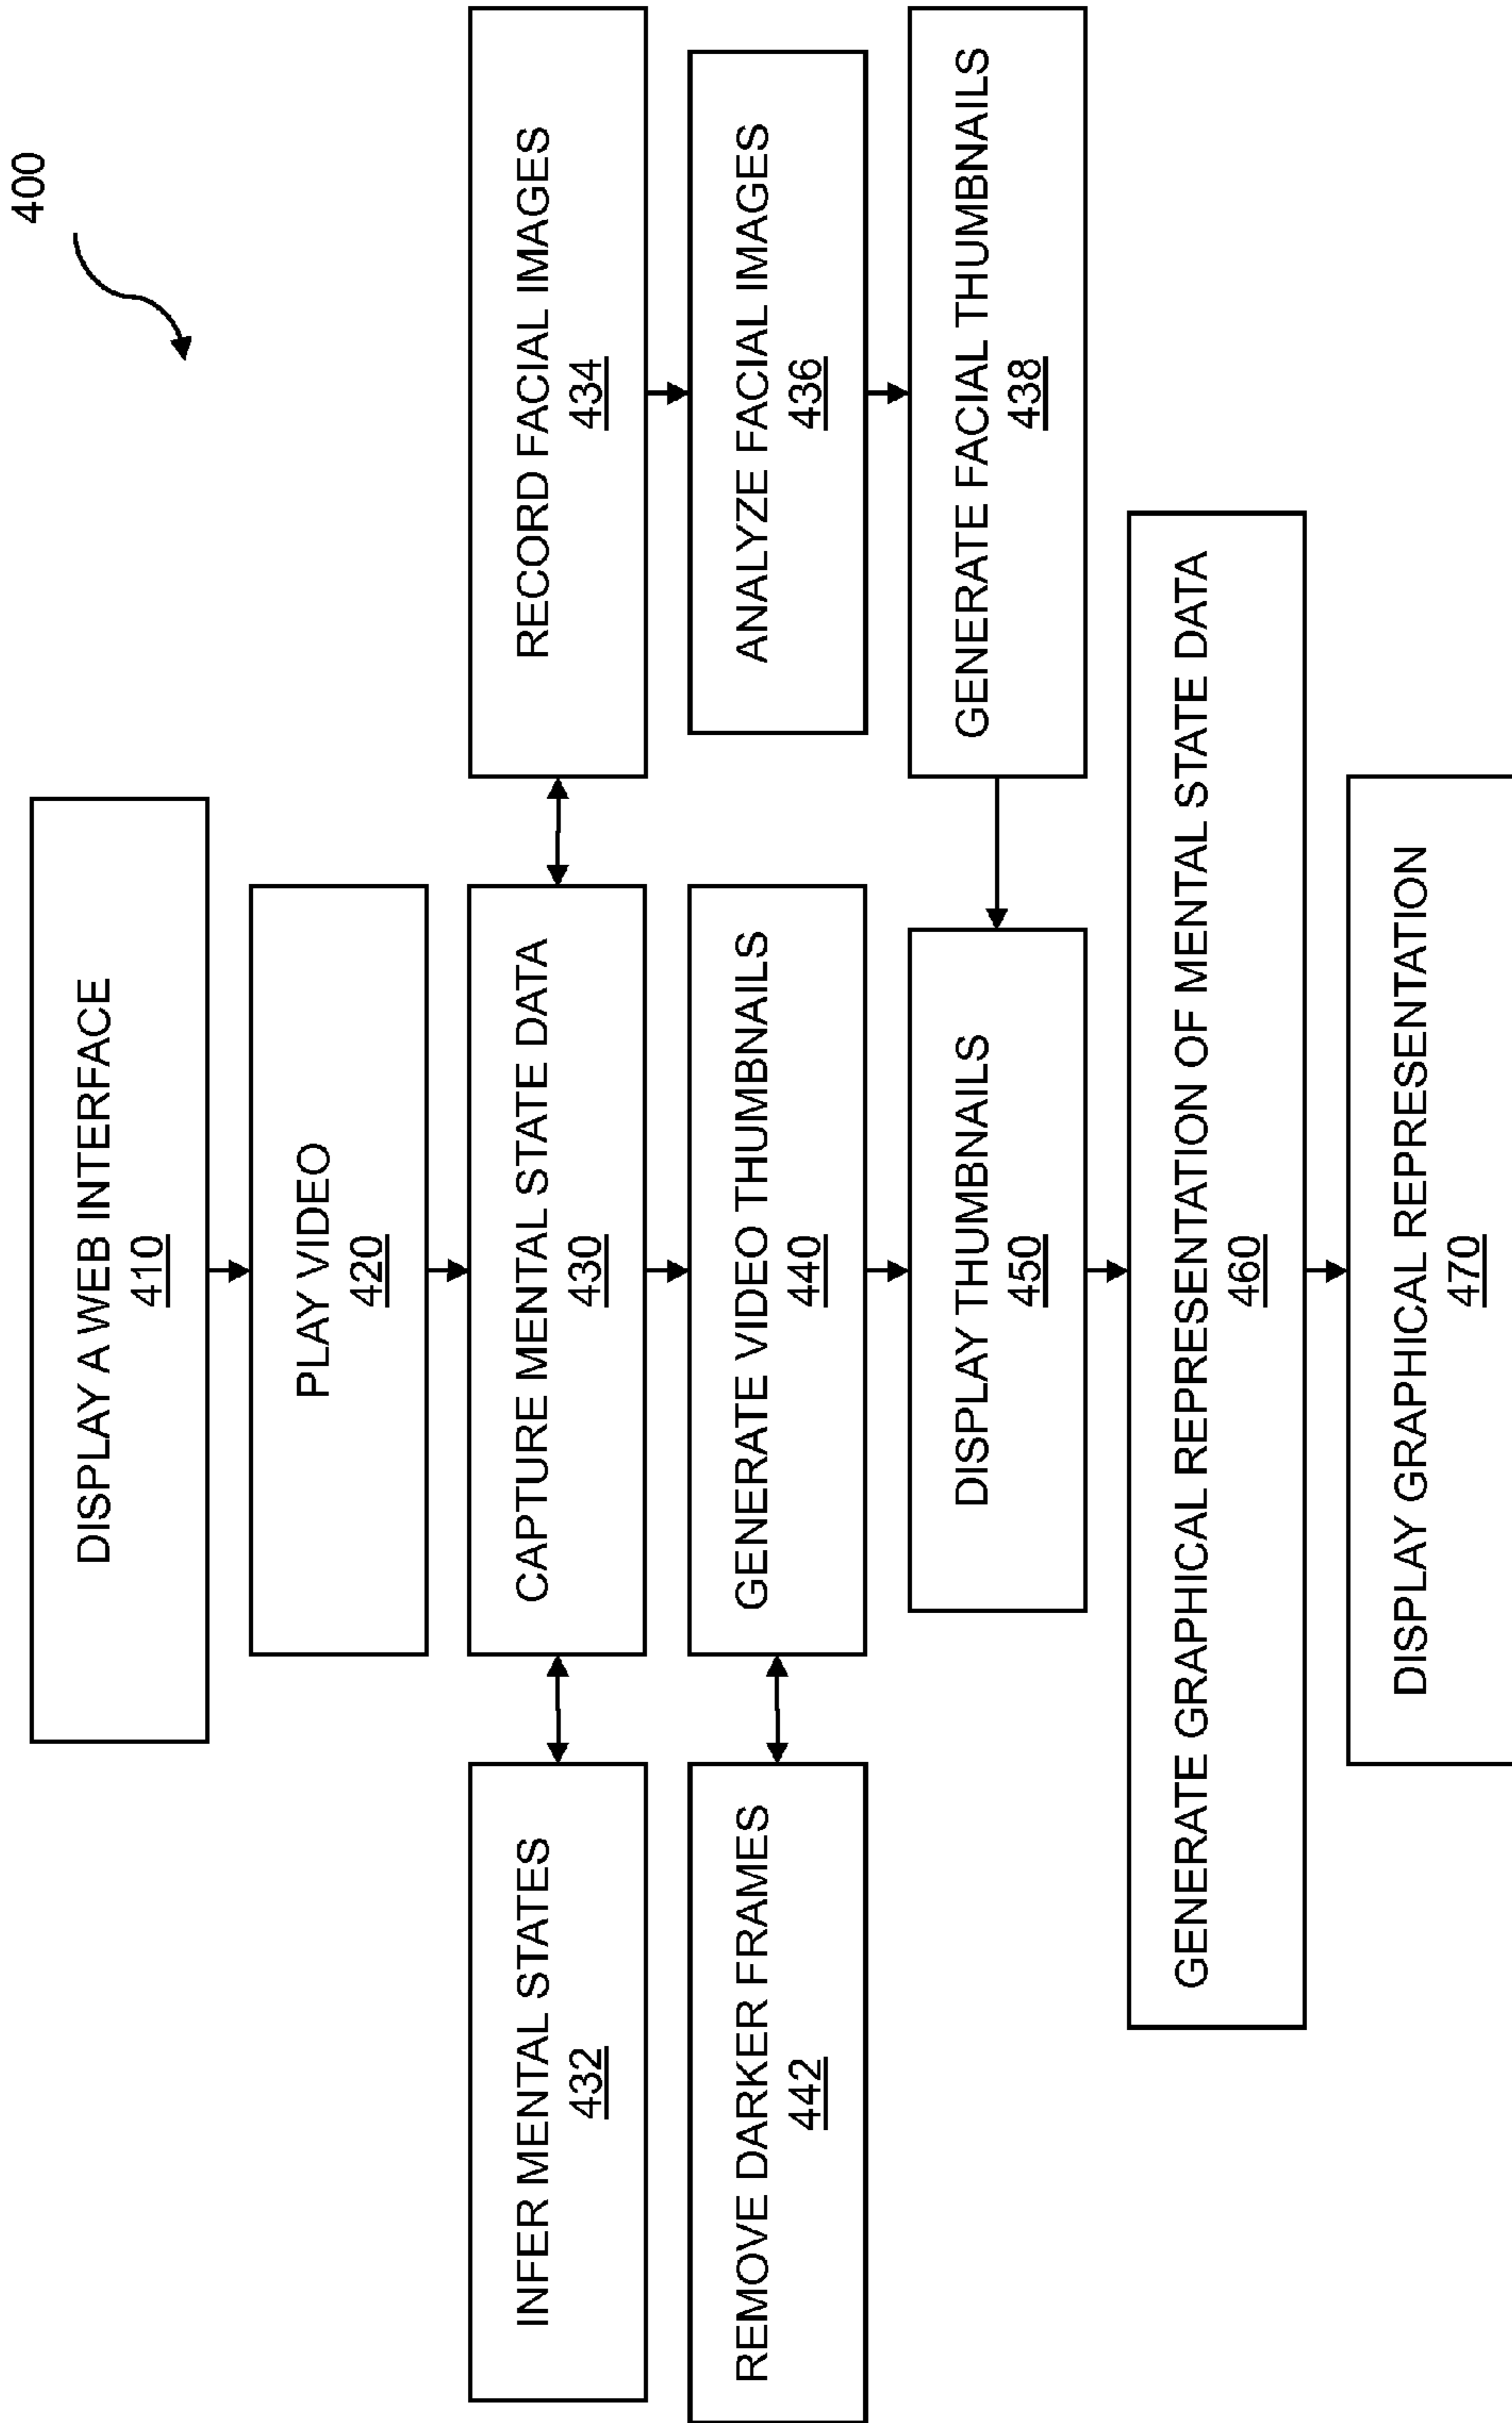 400
DISPLAY A WEB INTERFACE
410
PLAY VIDEO
420
INFER MENTAL STATES
432
CAPTURE MENTAL STATE DATA
430
RECORD FACIAL IMAGES
434
REMOVE DARKER FRAMES
442
GENERATE VIDEO THUMBNAILS
440
ANALYZE FACIAL IMAGES
436
DISPLAY THUMBNAILS
450
GENERATE FACIAL THUMBNAILS
438
GENERATE GRAPHICAL REPRESENTATION OF MENTAL STATE DATA
460
DISPLAY GRAPHICAL REPRESENTATION
470